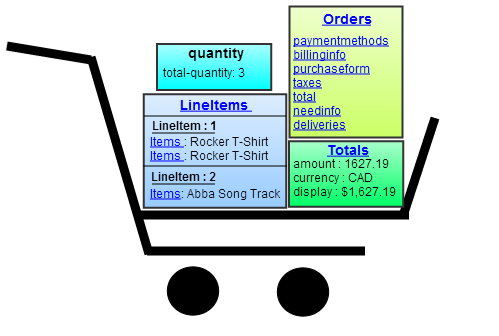 quantity
total-quantity: 3
LineItems
LineItem : 1
Items : Rocker T-Shirt
Items : Rocker T-Shirt
LineItem : 2
Items: Abba Song Track
Orders
paymentmethods
billinginfo
purchaseform
taxes
total
needinfo
deliveries
Totals
amount : 1627.19
currency : CAD
display : $1,627.19